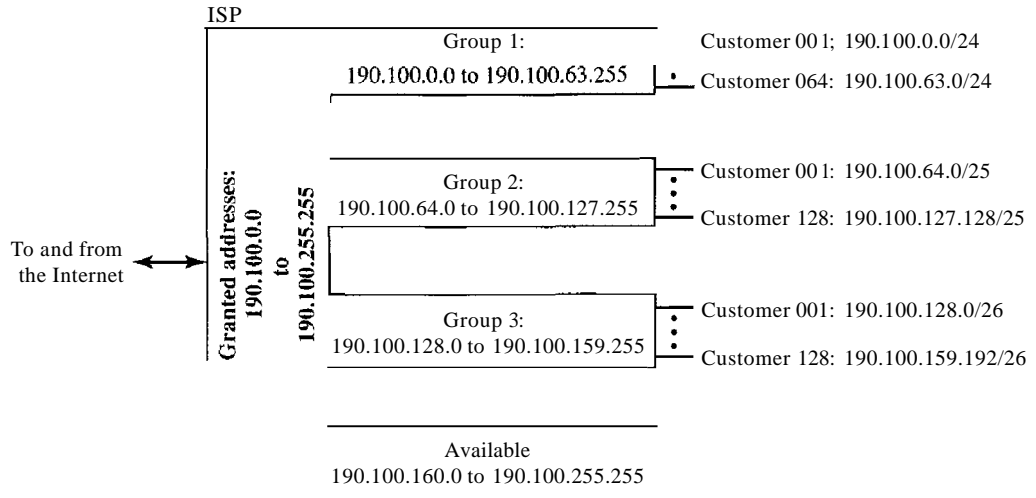 ISP
Group 1:
190.100.0.0 to 190.100.63.255
Customer 001; 190.100.0.0/24
Customer 064: 190.100.63.0/24
Group 2:
190.100.64.0 to 190.100.127.255
Customer 001: 190.100.64.0/25
Customer 128: 190.100.127.128/25
Granted addresses:
190.100.0.0
to
190.100.255.255
To and from
the Internet
Group 3:
190.100.128.0 to 190.100.159.255
Customer 001: 190.100.128.0/26
Customer 128: 190.100.159.192/26
Available
190.100.160.0 to 190.100.255.255